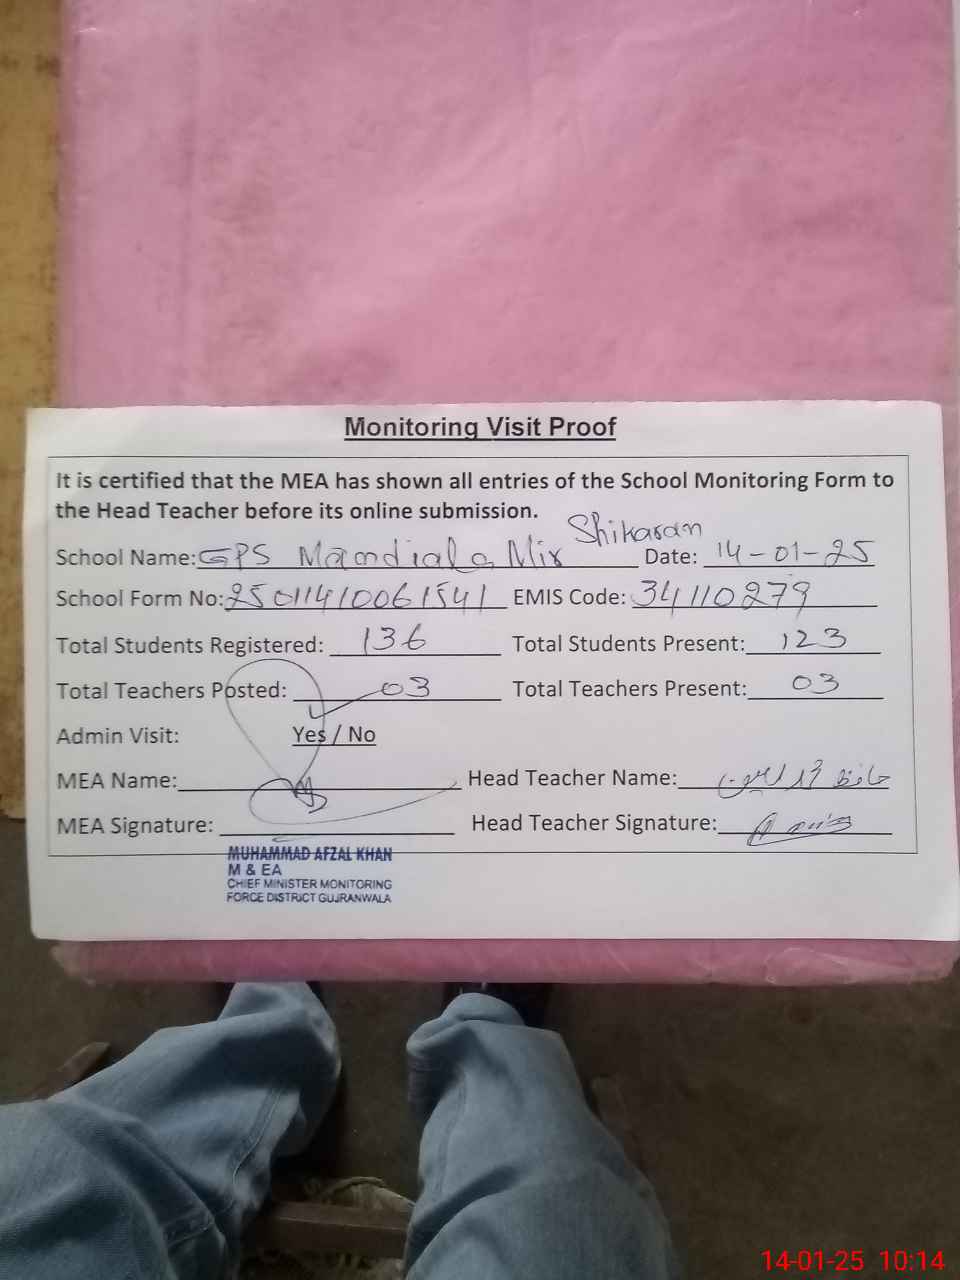 Monitoring Visit Proof
It is certified that the MEA has shown all entries of the School Monitoring Form to
the Head Teacher before its online submission.
School Name: GPS Mandiala Mir Shikaran Date: 14-01-25
School Form No: 25011410061541 EMIS Code: 34110279
Total Students Registered: 136 Total Students Present: 123
Total Teachers Posted: 03 Total Teachers Present: 03
Admin Visit: Yes / No
MEA Name: Head Teacher Name: حافظ
MEA Signature: Head Teacher Signature:
MUHAMMAD AFZAL KHAN
M & EA
CHIEF MINISTER MONITORING
FORCE DISTRICT GUJRANWALA
14-01-25 10:14